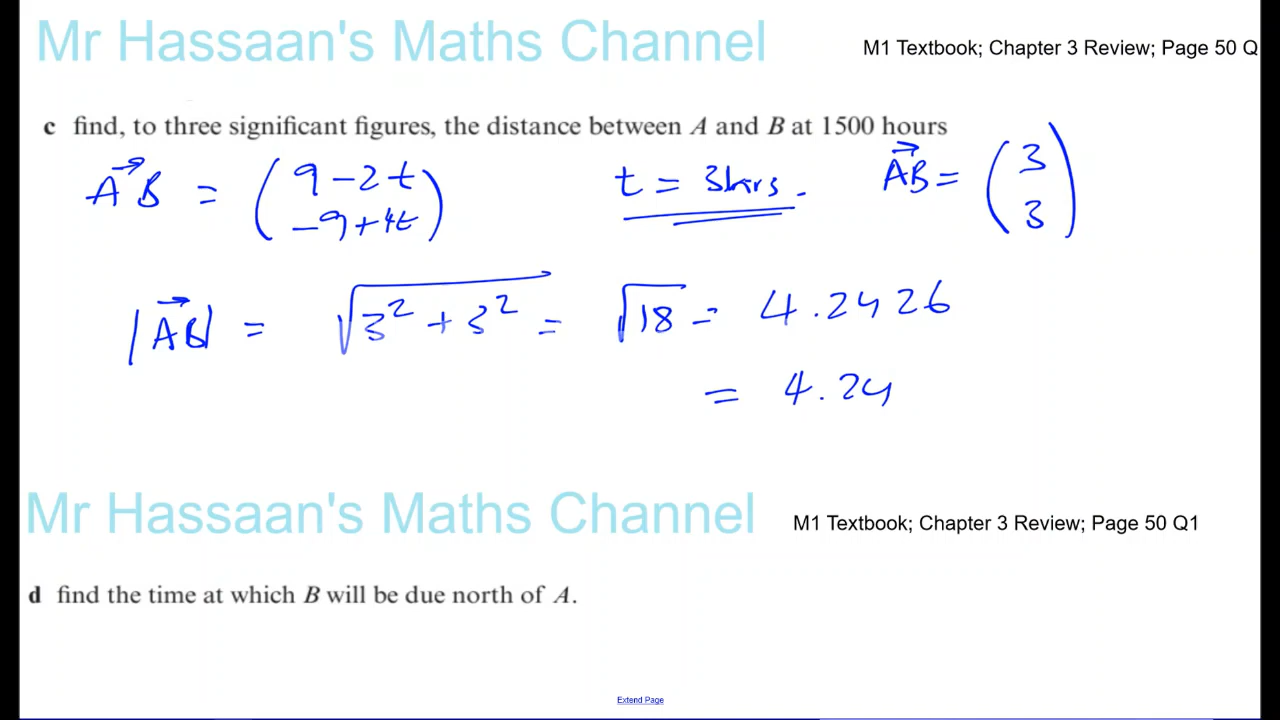 Mr Hassaan's Maths Channel
M1 Textbook; Chapter 3 Review; Page 50 Q
c find, to three significant figures, the distance between A and B at 1500 hours
AB = (9 - 2t
-9 + 4t) t = 3hrs. AB = (3
3)
|AB| = √3² + 3² = √18 = 4.2426
= 4.24
Mr Hassaan's Maths Channel
M1 Textbook; Chapter 3 Review; Page 50 Q1
d find the time at which B will be due north of A.
Extend Page